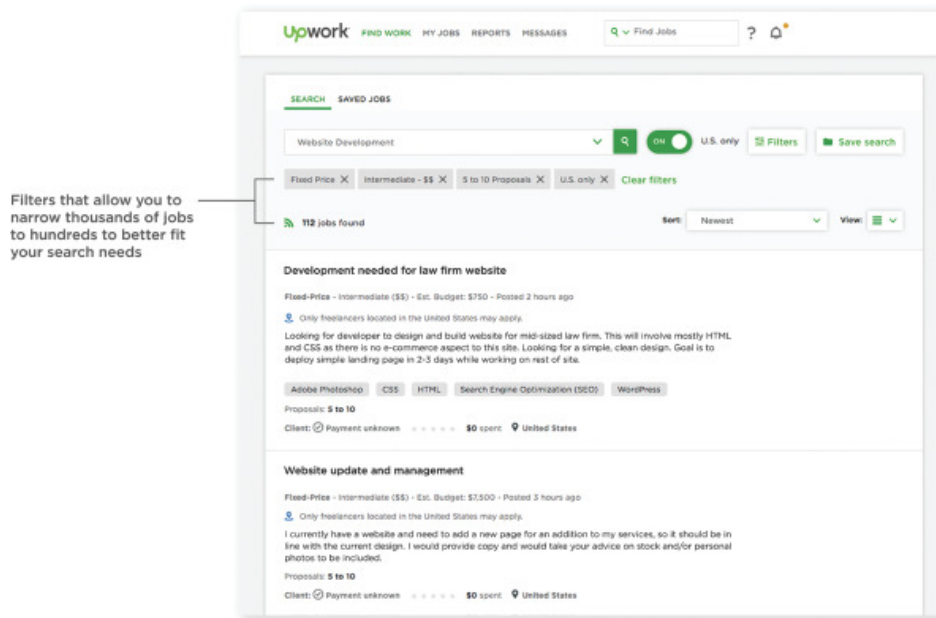 Upwork FIND WORK MY JOBS REPORTS MESSAGES Find Jobs ?
SEARCH SAVED JOBS
Website Development ON U.S. only Filters Save search
Fixed Price X Intermediate - $$ X 5 to 10 Proposals X U.S. only X Clear filters
Filters that allow you to
narrow thousands of jobs
to hundreds to better fit
your search needs
112 jobs found Sort: Newest View:
Development needed for law firm website
Fixed-Price - Intermediate ($$) - Est. Budget: $750 - Posted 2 hours ago
Only freelancers located in the United States may apply.
Looking for developer to design and build website for mid-sized law firm. This will involve mostly HTML
and CSS as there is no e-commerce aspect to this site. Looking for a simple, clean design. Goal is to
deploy simple landing page in 2-3 days while working on rest of site.
Adobe Photoshop CSS HTML Search Engine Optimization (SEO) WordPress
Proposals: 5 to 10
Client: Payment unknown $0 spent United States
Website update and management
Fixed-Price - Intermediate ($$) - Est. Budget: $7,500 - Posted 3 hours ago
Only freelancers located in the United States may apply.
I currently have a website and need to add a new page for an addition to my services, so it should be in
line with the current design. I would provide copy and would take your advice on stock and/or personal
photos to be included.
Proposals: 5 to 10
Client: Payment unknown $0 spent United States